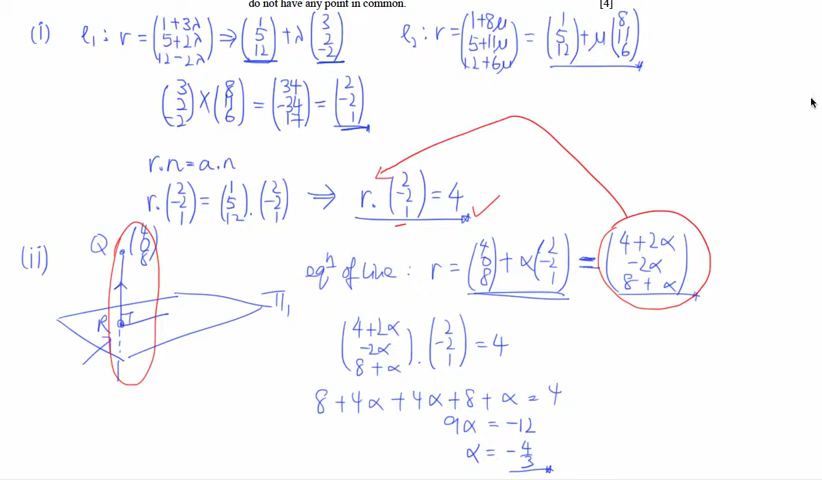 do not have any point in common. [4]
(i) ℓ₁ : r = (1+3λ, 5+2λ, 12−2λ) ⇒ (1, 5, 12) + λ(3, 2, −2) ℓ₂ : r = (1+8μ, 5+11μ, 12+6μ) = (1, 5, 12) + μ(8, 11, 6)
(3, 2, −2) × (8, 11, 6) = (34, −34, 17) = (2, −2, 1)
r.n = a.n
r.(2, −2, 1) = (1, 5, 12).(2, −2, 1) ⇒ r.(2, −2, 1) = 4 ✓
(ii) Q (4, 0, 8)
R
Π₁
eqⁿ of line : r = (4, 0, 8) + α(2, −2, 1) = (4+2α, −2α, 8+α)
(4+2α, −2α, 8+α).(2, −2, 1) = 4
8 + 4α + 4α + 8 + α = 4
9α = −12
α = −4/3